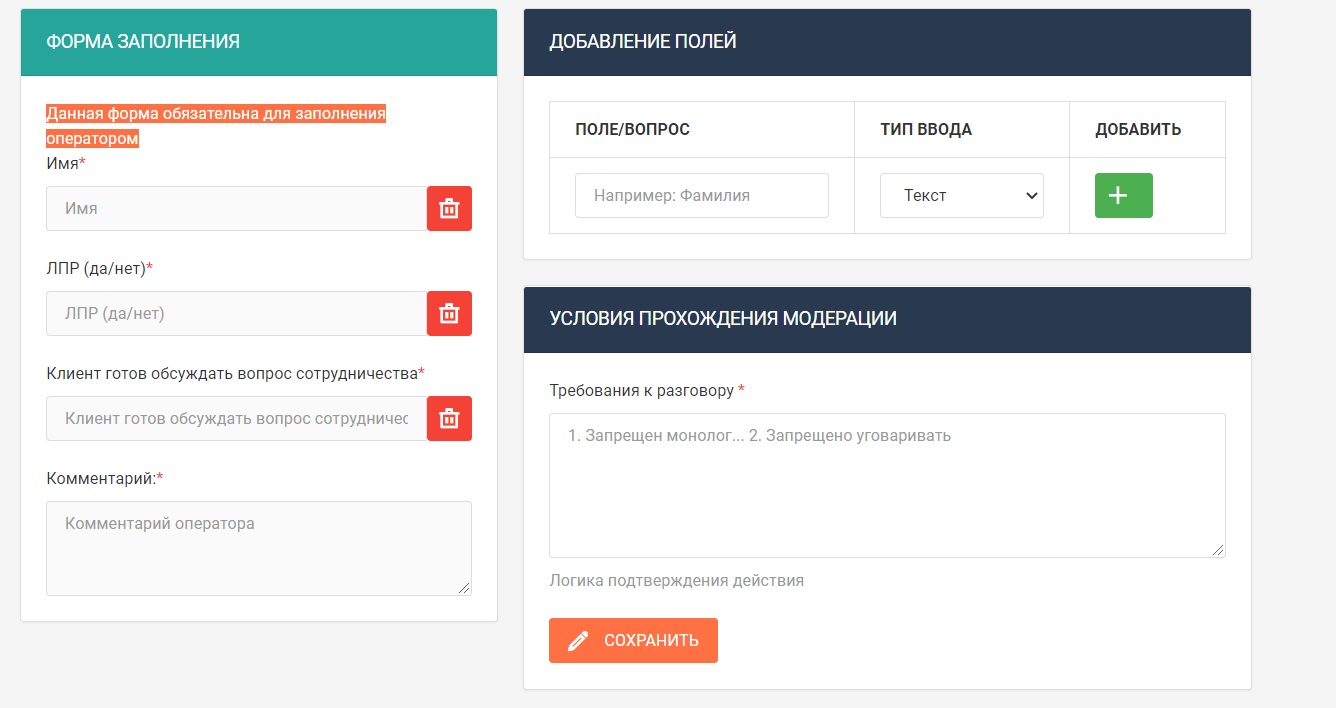 ФОРМА ЗАПОЛНЕНИЯ
Данная форма обязательна для заполнения
оператором
Имя*
Имя
ЛПР (да/нет)*
ЛПР (да/нет)
Клиент готов обсуждать вопрос сотрудничества*
Клиент готов обсуждать вопрос сотрудничес
Комментарий:*
Комментарий оператора
ДОБАВЛЕНИЕ ПОЛЕЙ
ПОЛЕ/ВОПРОС ТИП ВВОДА ДОБАВИТЬ
Например: Фамилия Текст +
УСЛОВИЯ ПРОХОЖДЕНИЯ МОДЕРАЦИИ
Требования к разговору *
1. Запрещен монолог... 2. Запрещено уговаривать
Логика подтверждения действия
СОХРАНИТЬ